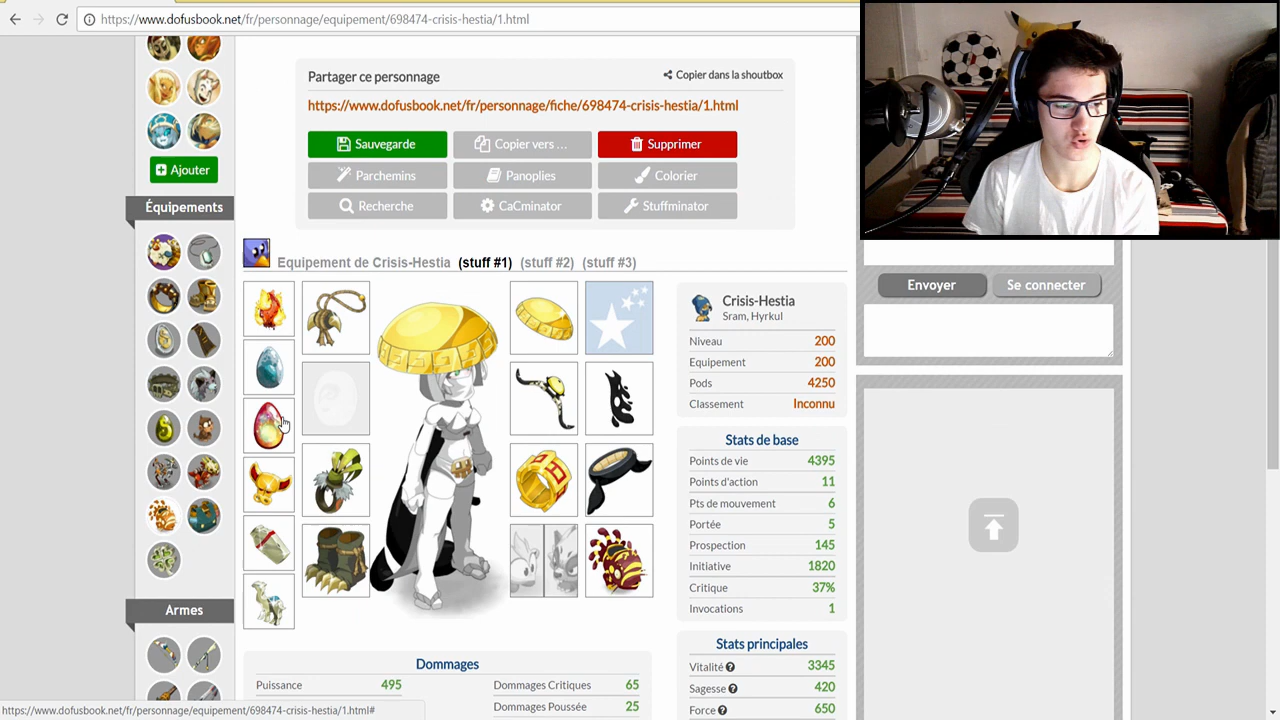 https://www.dofusbook.net/fr/personnage/equipement/698474-crisis-hestia/1.html
Ajouter
Équipements
Armes
Partager ce personnage
Copier dans la shoutbox
https://www.dofusbook.net/fr/personnage/fiche/698474-crisis-hestia/1.html
Sauvegarde
Copier vers ...
Supprimer
Parchemins
Panoplies
Colorier
Recherche
CaCminator
Stuffminator
Equipement de Crisis-Hestia (stuff #1) (stuff #2) (stuff #3)
Crisis-Hestia
Sram, Hyrkul
Niveau 200
Equipement 200
Pods 4250
Classement Inconnu
Stats de base
Points de vie 4395
Points d'action 11
Pts de mouvement 6
Portée 5
Prospection 145
Initiative 1820
Critique 37%
Invocations 1
Stats principales
Vitalité ? 3345
Sagesse ? 420
Force ? 650
Dommages
Puissance 495
Dommages Critiques 65
Dommages Poussée 25
Envoyer
Se connecter
https://www.dofusbook.net/fr/personnage/equipement/698474-crisis-hestia/1.html#